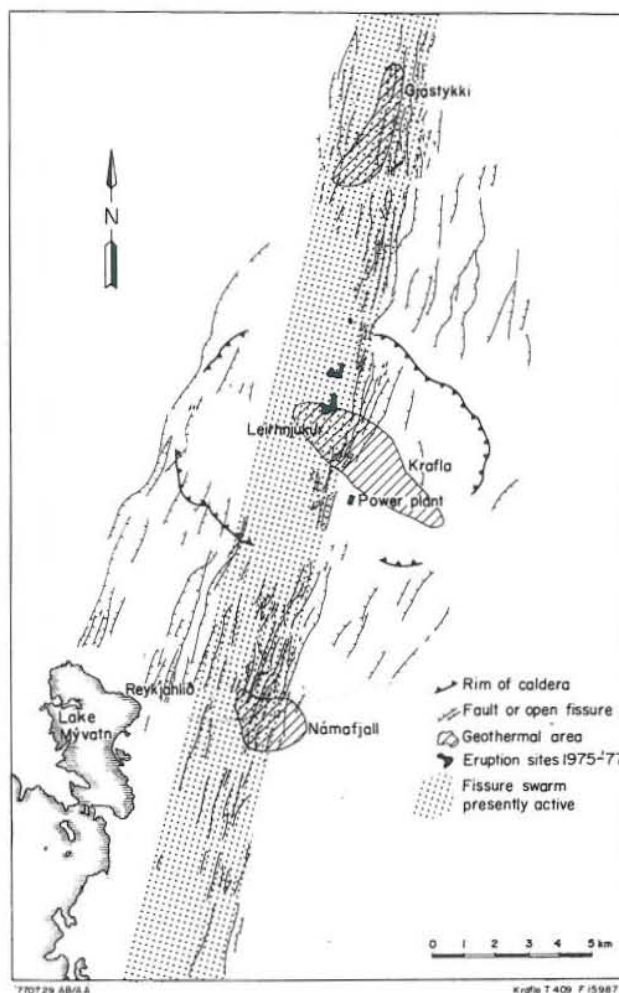 Gjástykki
N
Leirhnjúkur
Krafla
Power plant
Reykjahlið
Lake
Mývatn
Námafjall
Rim of caldera
Fault or open fissure
Geothermal area
Eruption sites 1975-'77
Fissure swarm
presently active
0 1 2 3 4 5 km
Krafla T 409 F 15987